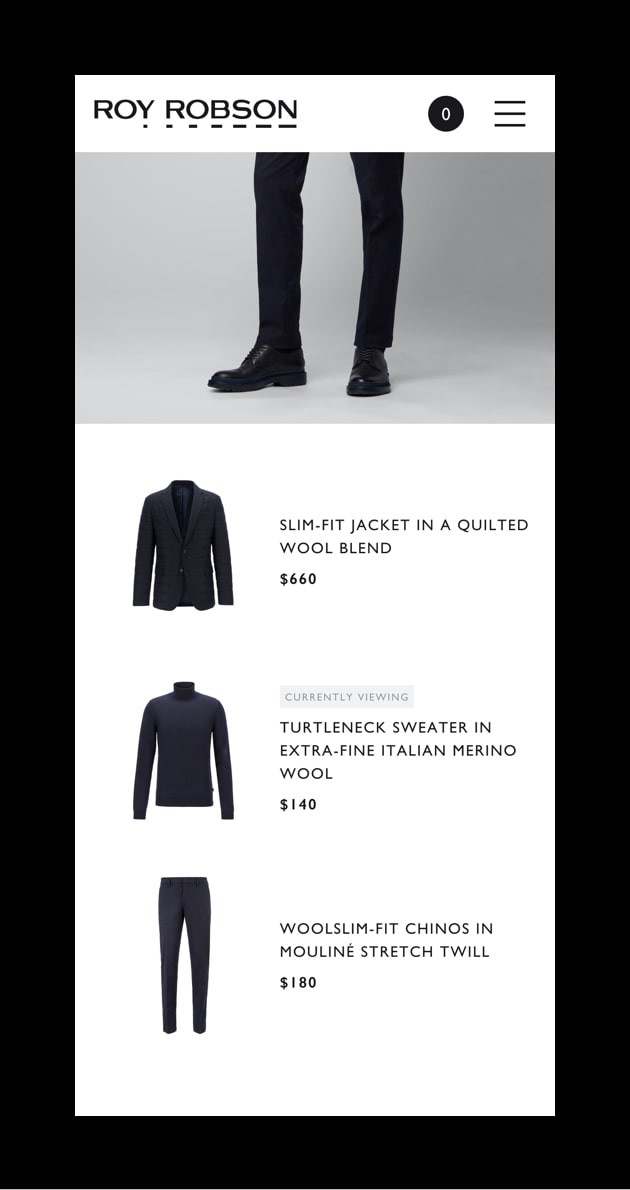 ROY ROBSON
0
SLIM-FIT JACKET IN A QUILTED
WOOL BLEND
$660
CURRENTLY VIEWING
TURTLENECK SWEATER IN
EXTRA-FINE ITALIAN MERINO
WOOL
$140
WOOLSLIM-FIT CHINOS IN
MOULINÉ STRETCH TWILL
$180